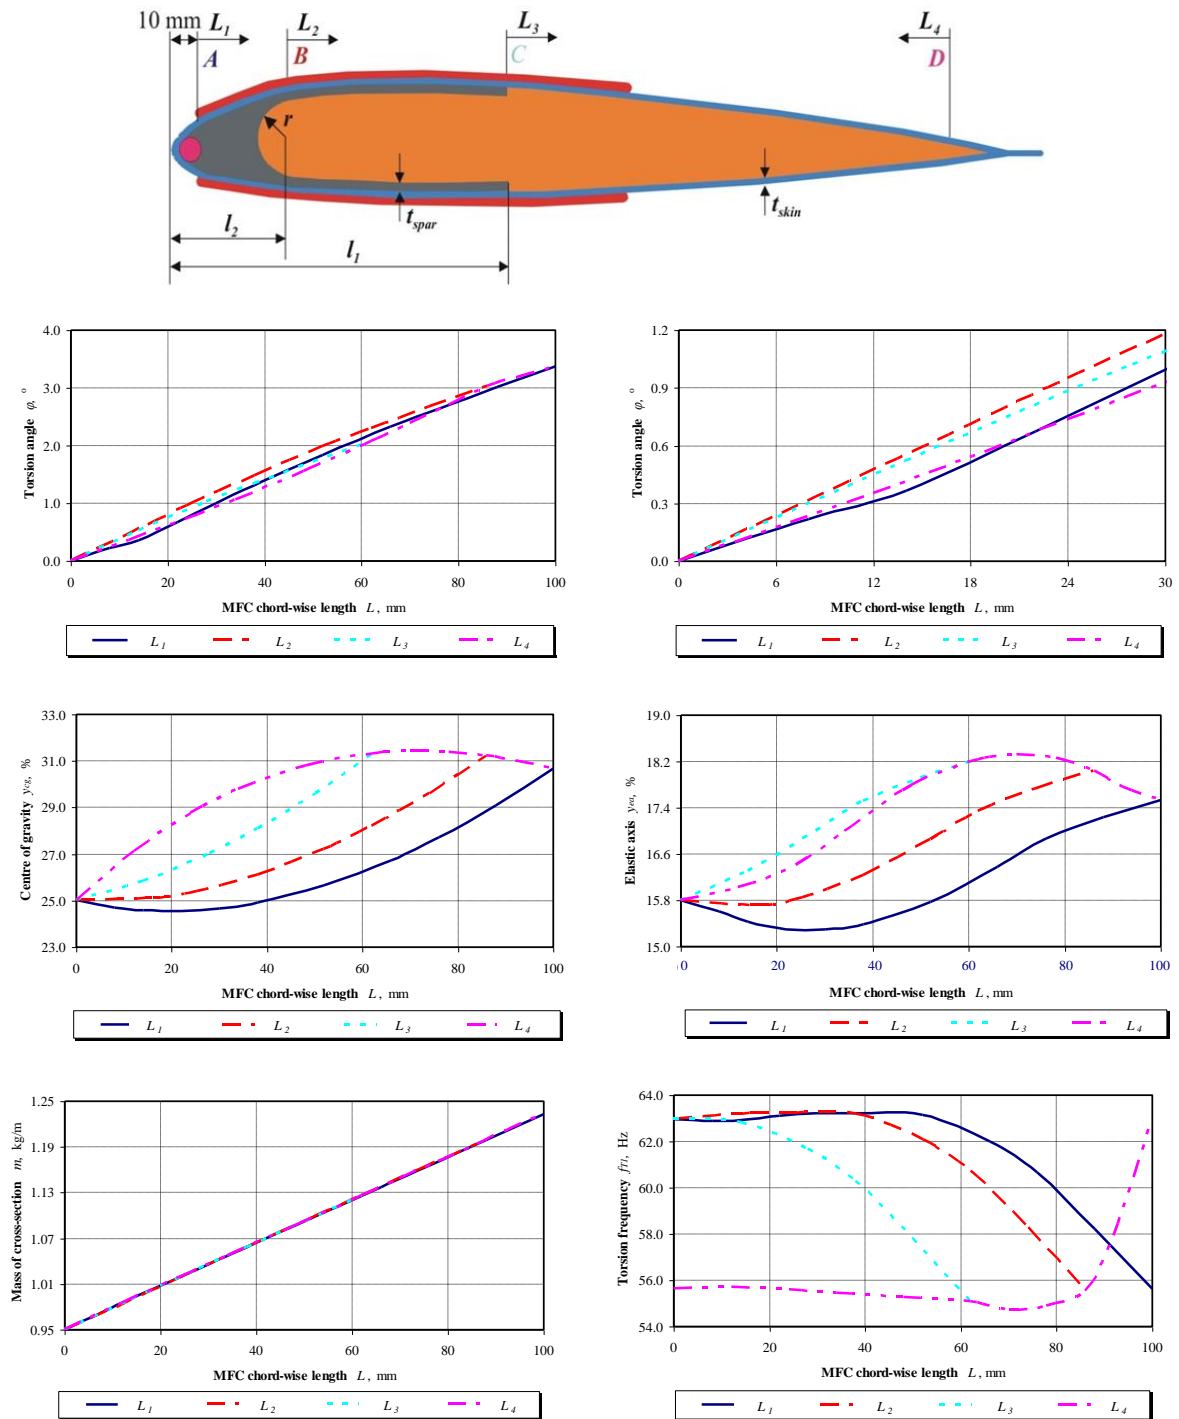 10 mm L₁ L₂ L₃ L₄
A B C D
r
l₂ t_spar t_skin
l₁
4.0
3.0
2.0
1.0
0.0
Torsion angle φ, °
0 20 40 60 80 100
MFC chord-wise length L, mm
L₁ L₂ L₃ L₄
1.2
0.9
0.6
0.3
0.0
Torsion angle φ, °
0 6 12 18 24 30
MFC chord-wise length L, mm
L₁ L₂ L₃ L₄
33.0
31.0
29.0
27.0
25.0
23.0
Centre of gravity y_cg, %
0 20 40 60 80 100
MFC chord-wise length L, mm
L₁ L₂ L₃ L₄
19.0
18.2
17.4
16.6
15.8
15.0
Elastic axis y_ea, %
0 20 40 60 80 100
MFC chord-wise length L, mm
L₁ L₂ L₃ L₄
1.25
1.19
1.13
1.07
1.01
0.95
Mass of cross-section m, kg/m
0 20 40 60 80 100
MFC chord-wise length L, mm
L₁ L₂ L₃ L₄
64.0
62.0
60.0
58.0
56.0
54.0
Torsion frequency f_T1, Hz
0 20 40 60 80 100
MFC chord-wise length L, mm
L₁ L₂ L₃ L₄